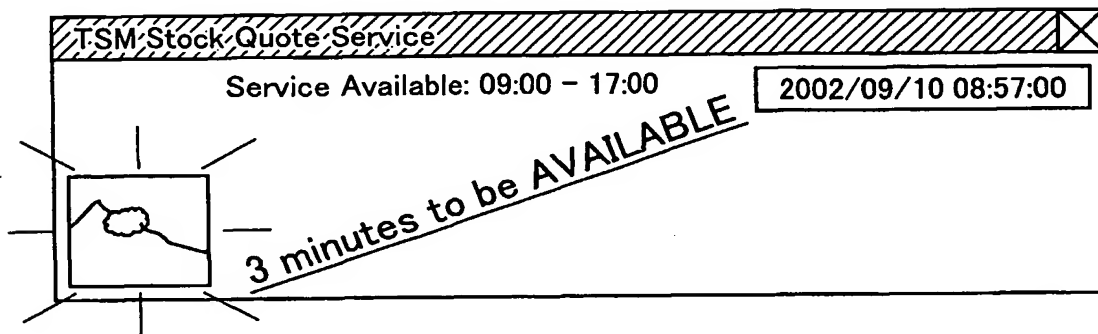 TSM Stock Quote Service
Service Available: 09:00 - 17:00
2002/09/10 08:57:00
3 minutes to be AVAILABLE